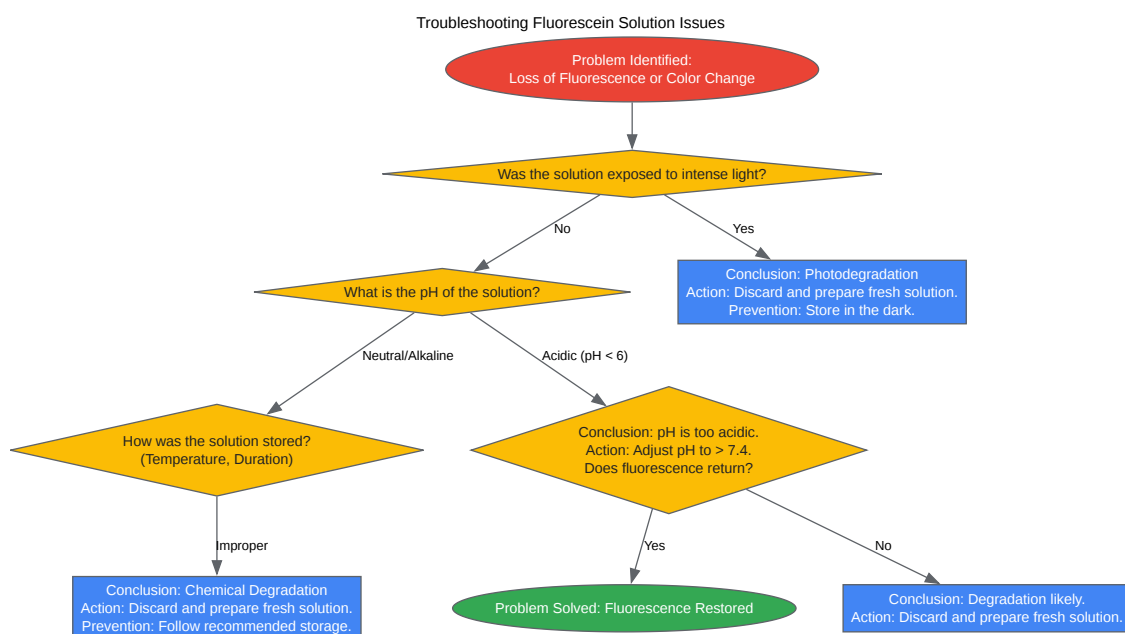 Troubleshooting Fluorescein Solution Issues
Problem Identified:
Loss of Fluorescence or Color Change
Was the solution exposed to intense light?
No
Yes
What is the pH of the solution?
Conclusion: Photodegradation
Action: Discard and prepare fresh solution.
Prevention: Store in the dark.
Neutral/Alkaline
Acidic (pH < 6)
How was the solution stored?
(Temperature, Duration)
Conclusion: pH is too acidic.
Action: Adjust pH to > 7.4.
Does fluorescence return?
Improper
Yes
No
Conclusion: Chemical Degradation
Action: Discard and prepare fresh solution.
Prevention: Follow recommended storage.
Problem Solved: Fluorescence Restored
Conclusion: Degradation likely.
Action: Discard and prepare fresh solution.